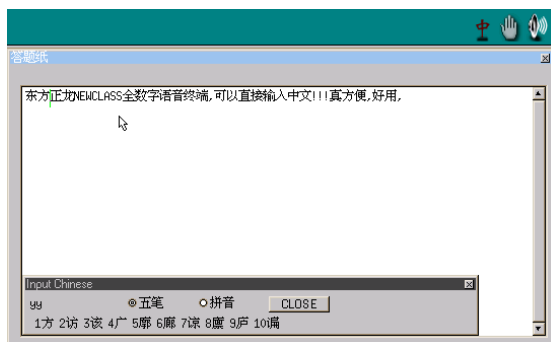 答题纸
东方正龙NEWCLASS全数字语音终端,可以直接输入中文!!!真方便,好用,
Input Chinese
yy 五笔 拼音 CLOSE
1方 2访 3该 4广 5廓 6廊 7谅 8赓 9庐 10谪